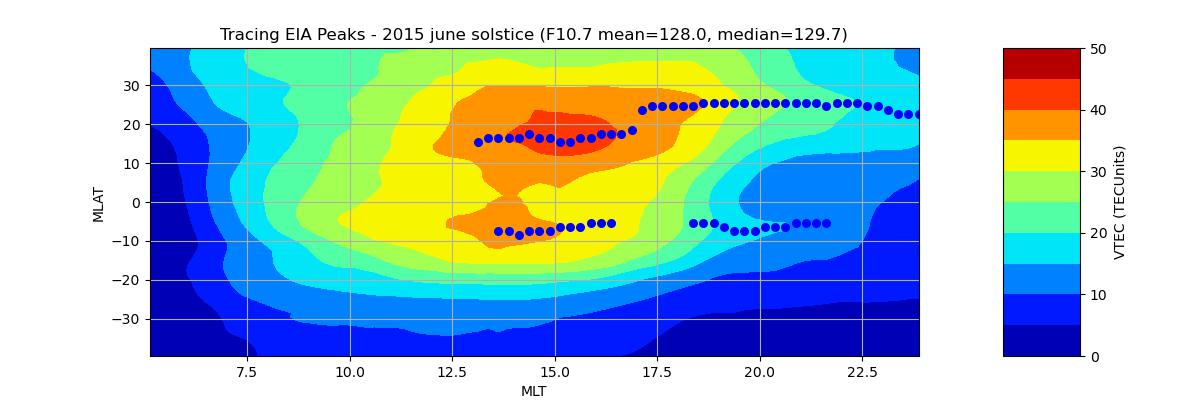 Tracing EIA Peaks - 2015 june solstice (F10.7 mean=128.0, median=129.7)
MLAT
30
20
10
0
−10
−20
−30
7.5 10.0 12.5 15.0 17.5 20.0 22.5
MLT
50
40
30
20
10
0
VTEC (TECUnits)